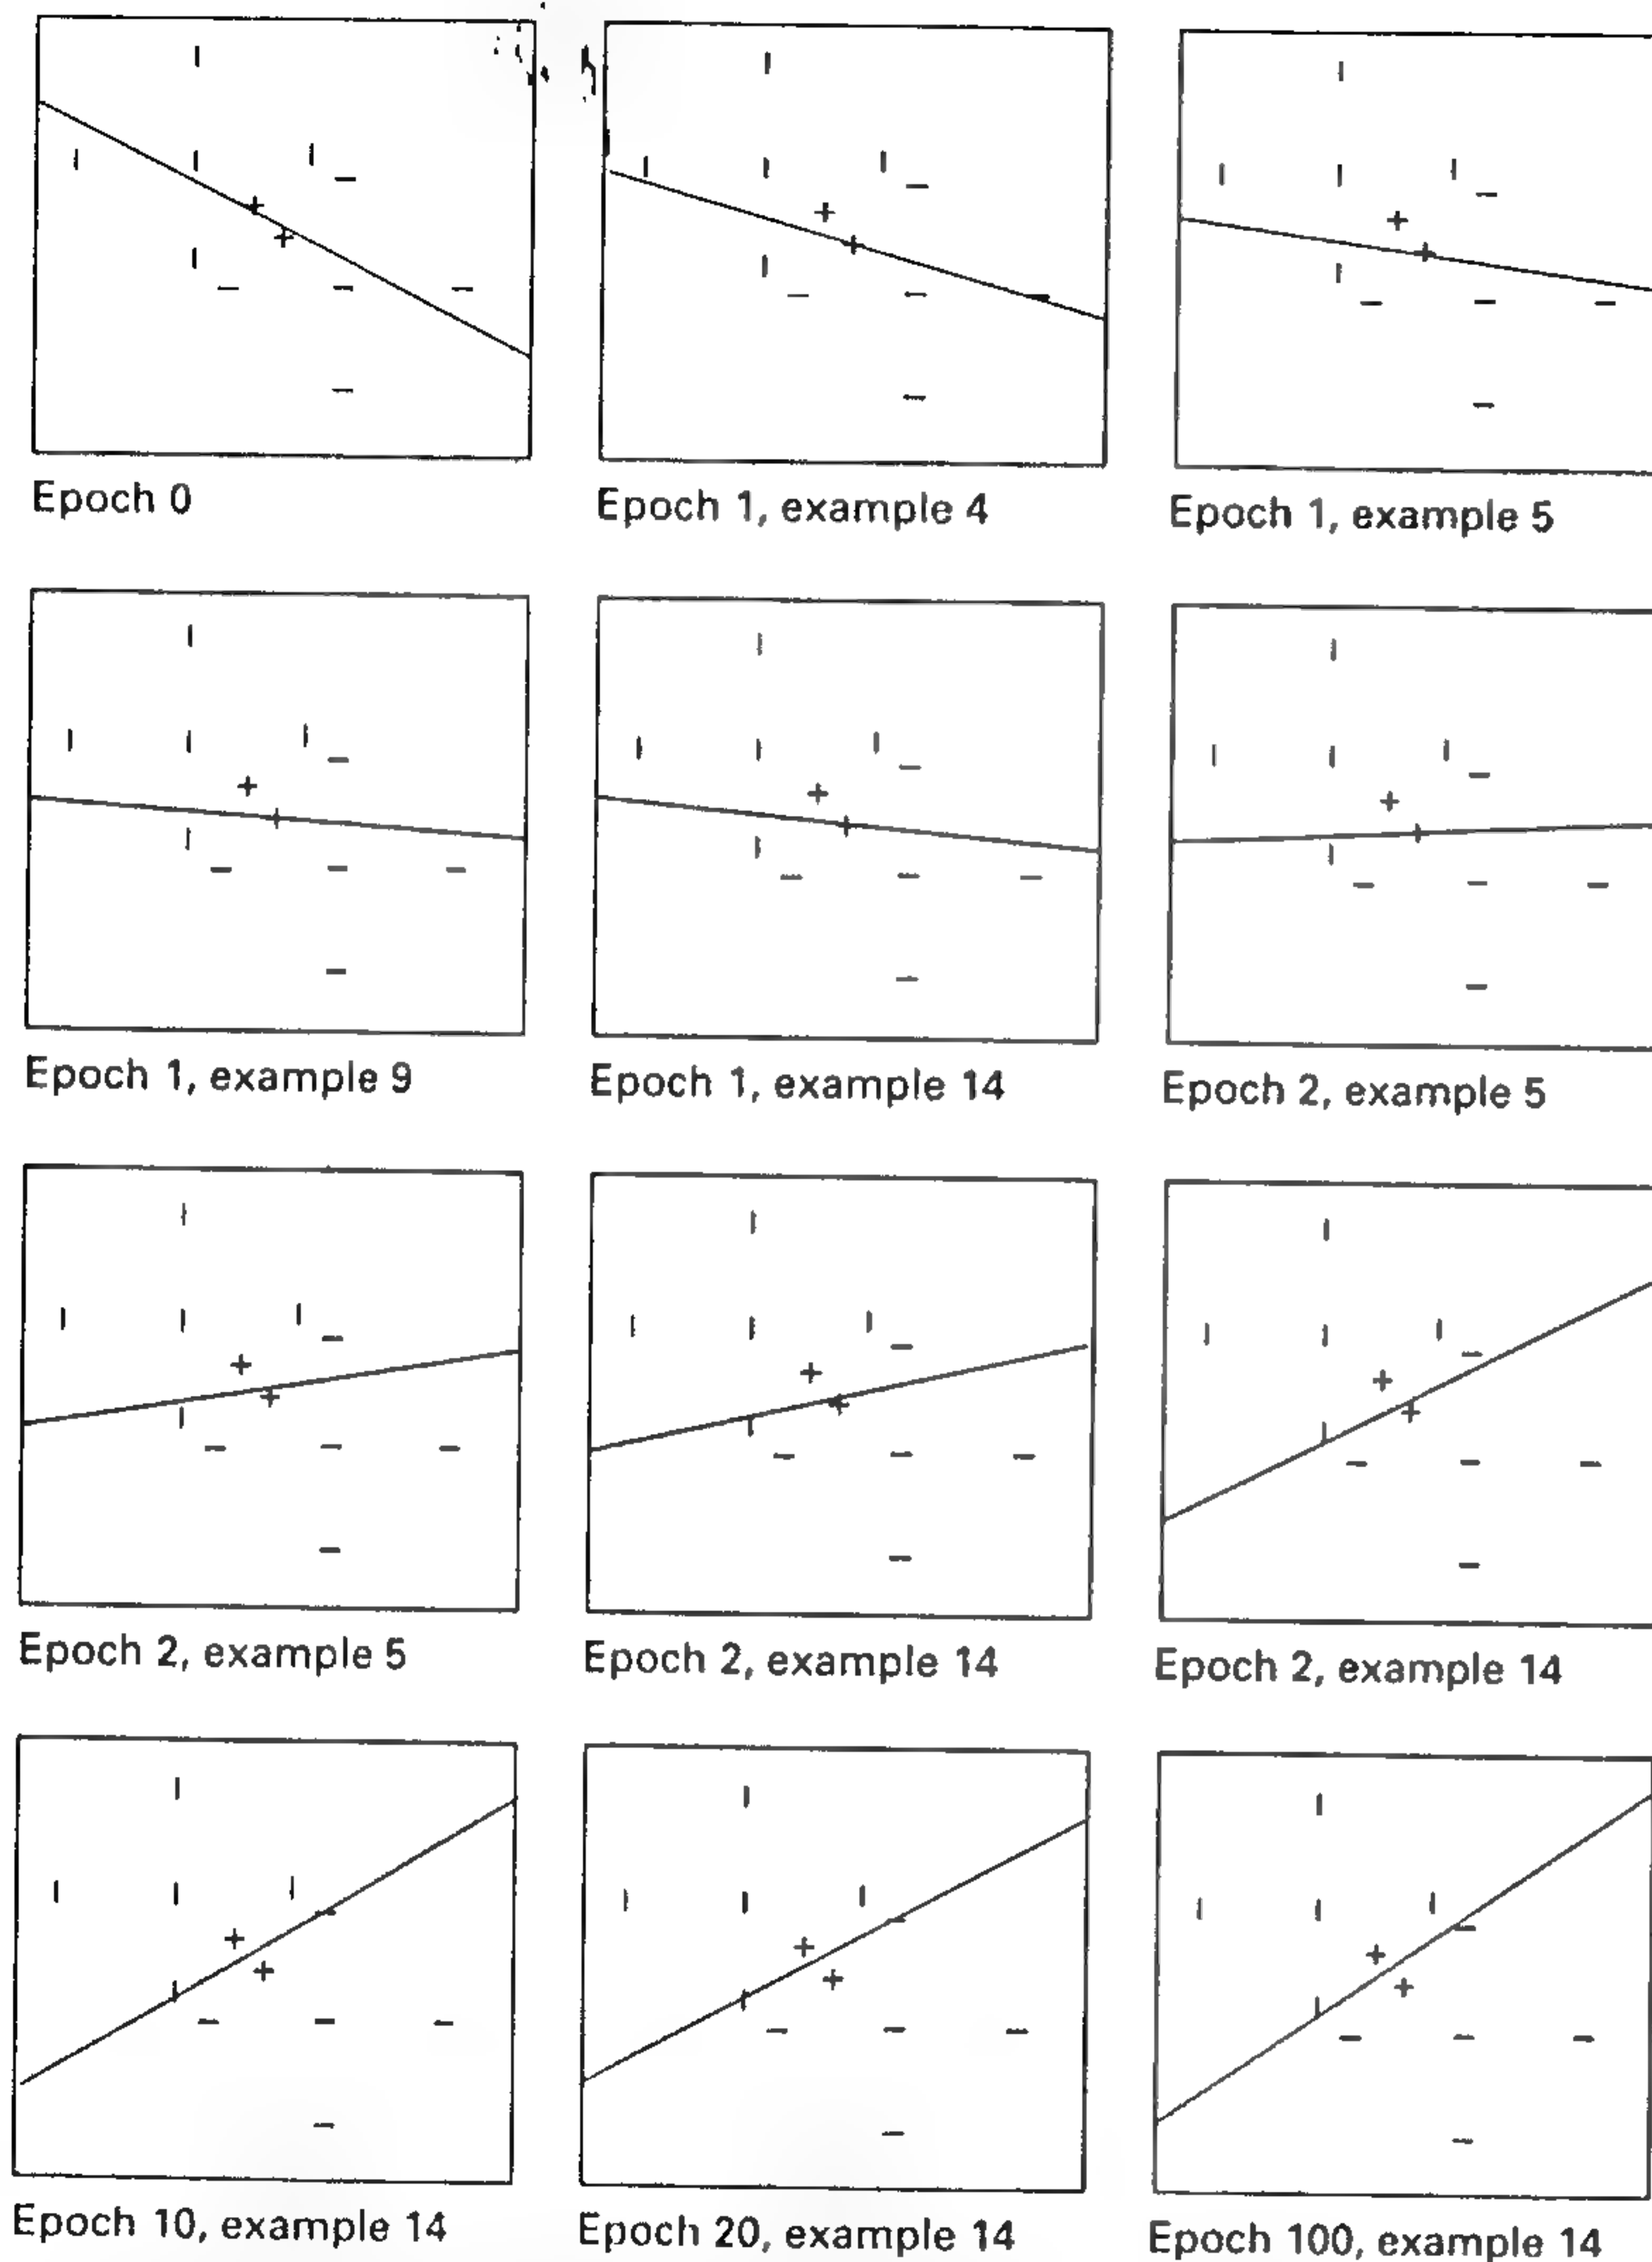 Epoch 0
Epoch 1, example 4
Epoch 1, example 5
Epoch 1, example 9
Epoch 1, example 14
Epoch 2, example 5
Epoch 2, example 5
Epoch 2, example 14
Epoch 2, example 14
Epoch 10, example 14
Epoch 20, example 14
Epoch 100, example 14